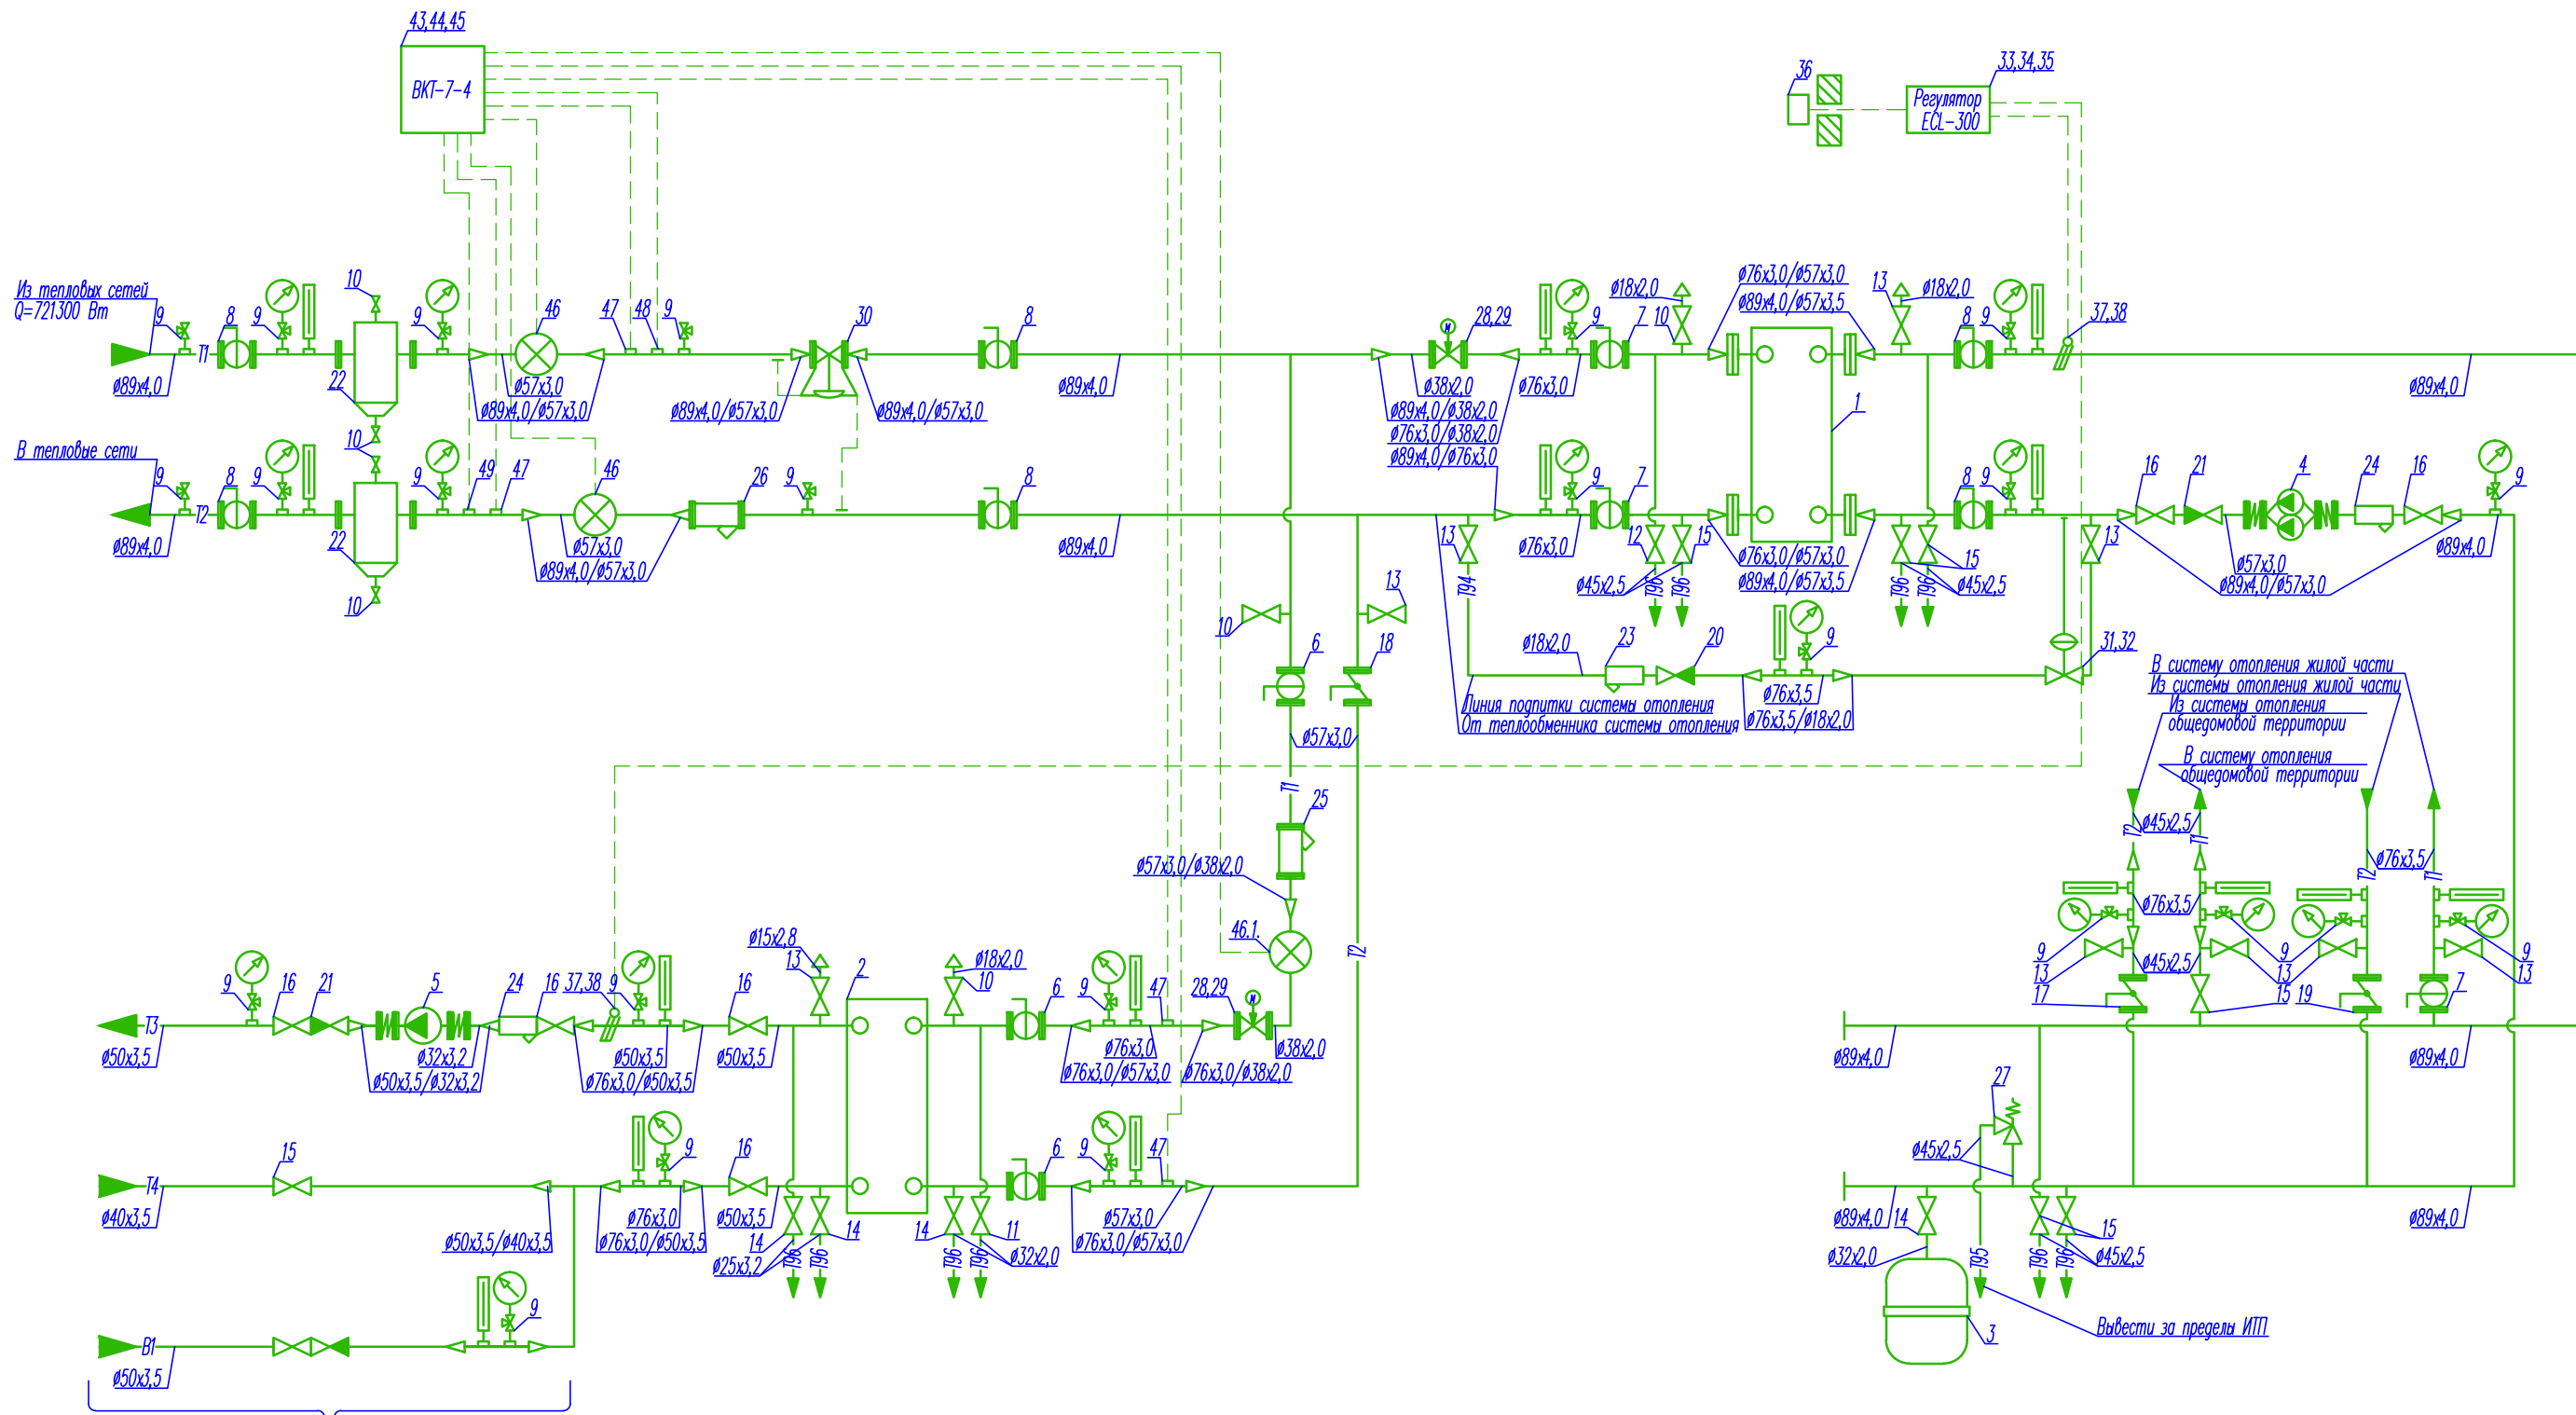 43,44,45
ВКТ-7-4
36
33,34,35
Регулятор
ECL-300
Из тепловых сетей
Q=721300 Вт
9
8
9
10
9
46
47
48
9
30
8
28,29
Ø76х3,0/Ø57х3,0
Ø89х4,0/Ø57х3,5
Ø18х2,0
9
7
10
13
Ø18х2,0
8
9
37,38
Т1
Ø89х4,0
22
Ø57х3,0
Ø89х4,0/Ø57х3,0
Ø89х4,0/Ø57х3,0
Ø89х4,0/Ø57х3,0
Ø89х4,0
Ø38х2,0
Ø89х4,0/Ø38х2,0
Ø76х3,0/Ø38х2,0
Ø89х4,0/Ø76х3,0
Ø76х3,0
1
Ø89х4,0
В тепловые сети
10
10
9
8
9
9
49
47
46
26
9
8
9
7
8
9
16
21
4
24
16
9
Т2
Ø89х4,0
22
10
Ø57х3,0
Ø89х4,0/Ø57х3,0
Ø89х4,0
13
Ø76х3,0
12
15
Ø76х3,0/Ø57х3,0
Ø89х4,0/Ø57х3,5
15
13
Ø57х3,0
Ø89х4,0/Ø57х3,0
Ø89х4,0
Т94
Ø45х2,5
Т96
Т96
Т96
Т96
Ø45х2,5
10
13
6
18
Ø18х2,0
23
20
9
31,32
Ø76х3,5
Ø76х3,5/Ø18х2,0
Линия подпитки системы отопления
От теплообменника системы отопления
Ø57х3,0
В систему отопления жилой части
Из системы отопления жилой части
Из системы отопления
общедомовой территории
В систему отопления
общедомовой территории
Т1
25
Ø57х3,0/Ø38х2,0
46.1.
Т2
Т2
Ø45х2,5
Т1
Т2
Ø76х3,5
Т1
Ø76х3,5
Ø45х2,5
9
13
17
9
13
15
19
9
13
7
9
16
21
5
24
16
37,38
9
16
Ø15х2,8
13
2
Ø18х2,0
10
6
9
47
28,29
Т3
Ø50х3,5
Ø32х3,2
Ø50х3,5/Ø32х3,2
Ø50х3,5
Ø76х3,0/Ø50х3,5
Ø50х3,5
Ø76х3,0
Ø76х3,0/Ø57х3,0
Ø76х3,0/Ø38х2,0
Ø38х2,0
Ø89х4,0
Ø89х4,0
27
Ø45х2,5
15
9
16
6
9
47
Т4
Ø40х3,5
Ø50х3,5/Ø40х3,5
Ø76х3,0
Ø76х3,0/Ø50х3,5
Ø50х3,5
14
14
Ø25х3,2
Т96
Т96
14
11
Ø32х2,0
Т96
Т96
Ø57х3,0
Ø76х3,0/Ø57х3,0
Ø89х4,0
14
Ø32х2,0
Т95
Т96
Т96
15
Ø45х2,5
Ø89х4,0
9
В1
Ø50х3,5
3
Вывести за пределы ИТП